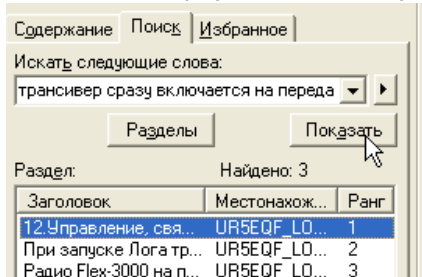 Содержание Поиск Избранное
Искать следующие слова:
трансивер сразу включается на переда
Разделы Показать
Раздел: Найдено: 3
Заголовок Местонахож... Ранг
12.Управление, свя... UR5EQF_LO... 1
При запуске Лога тр... UR5EQF_LO... 2
Радио Flex-3000 на п... UR5EQF_LO... 3